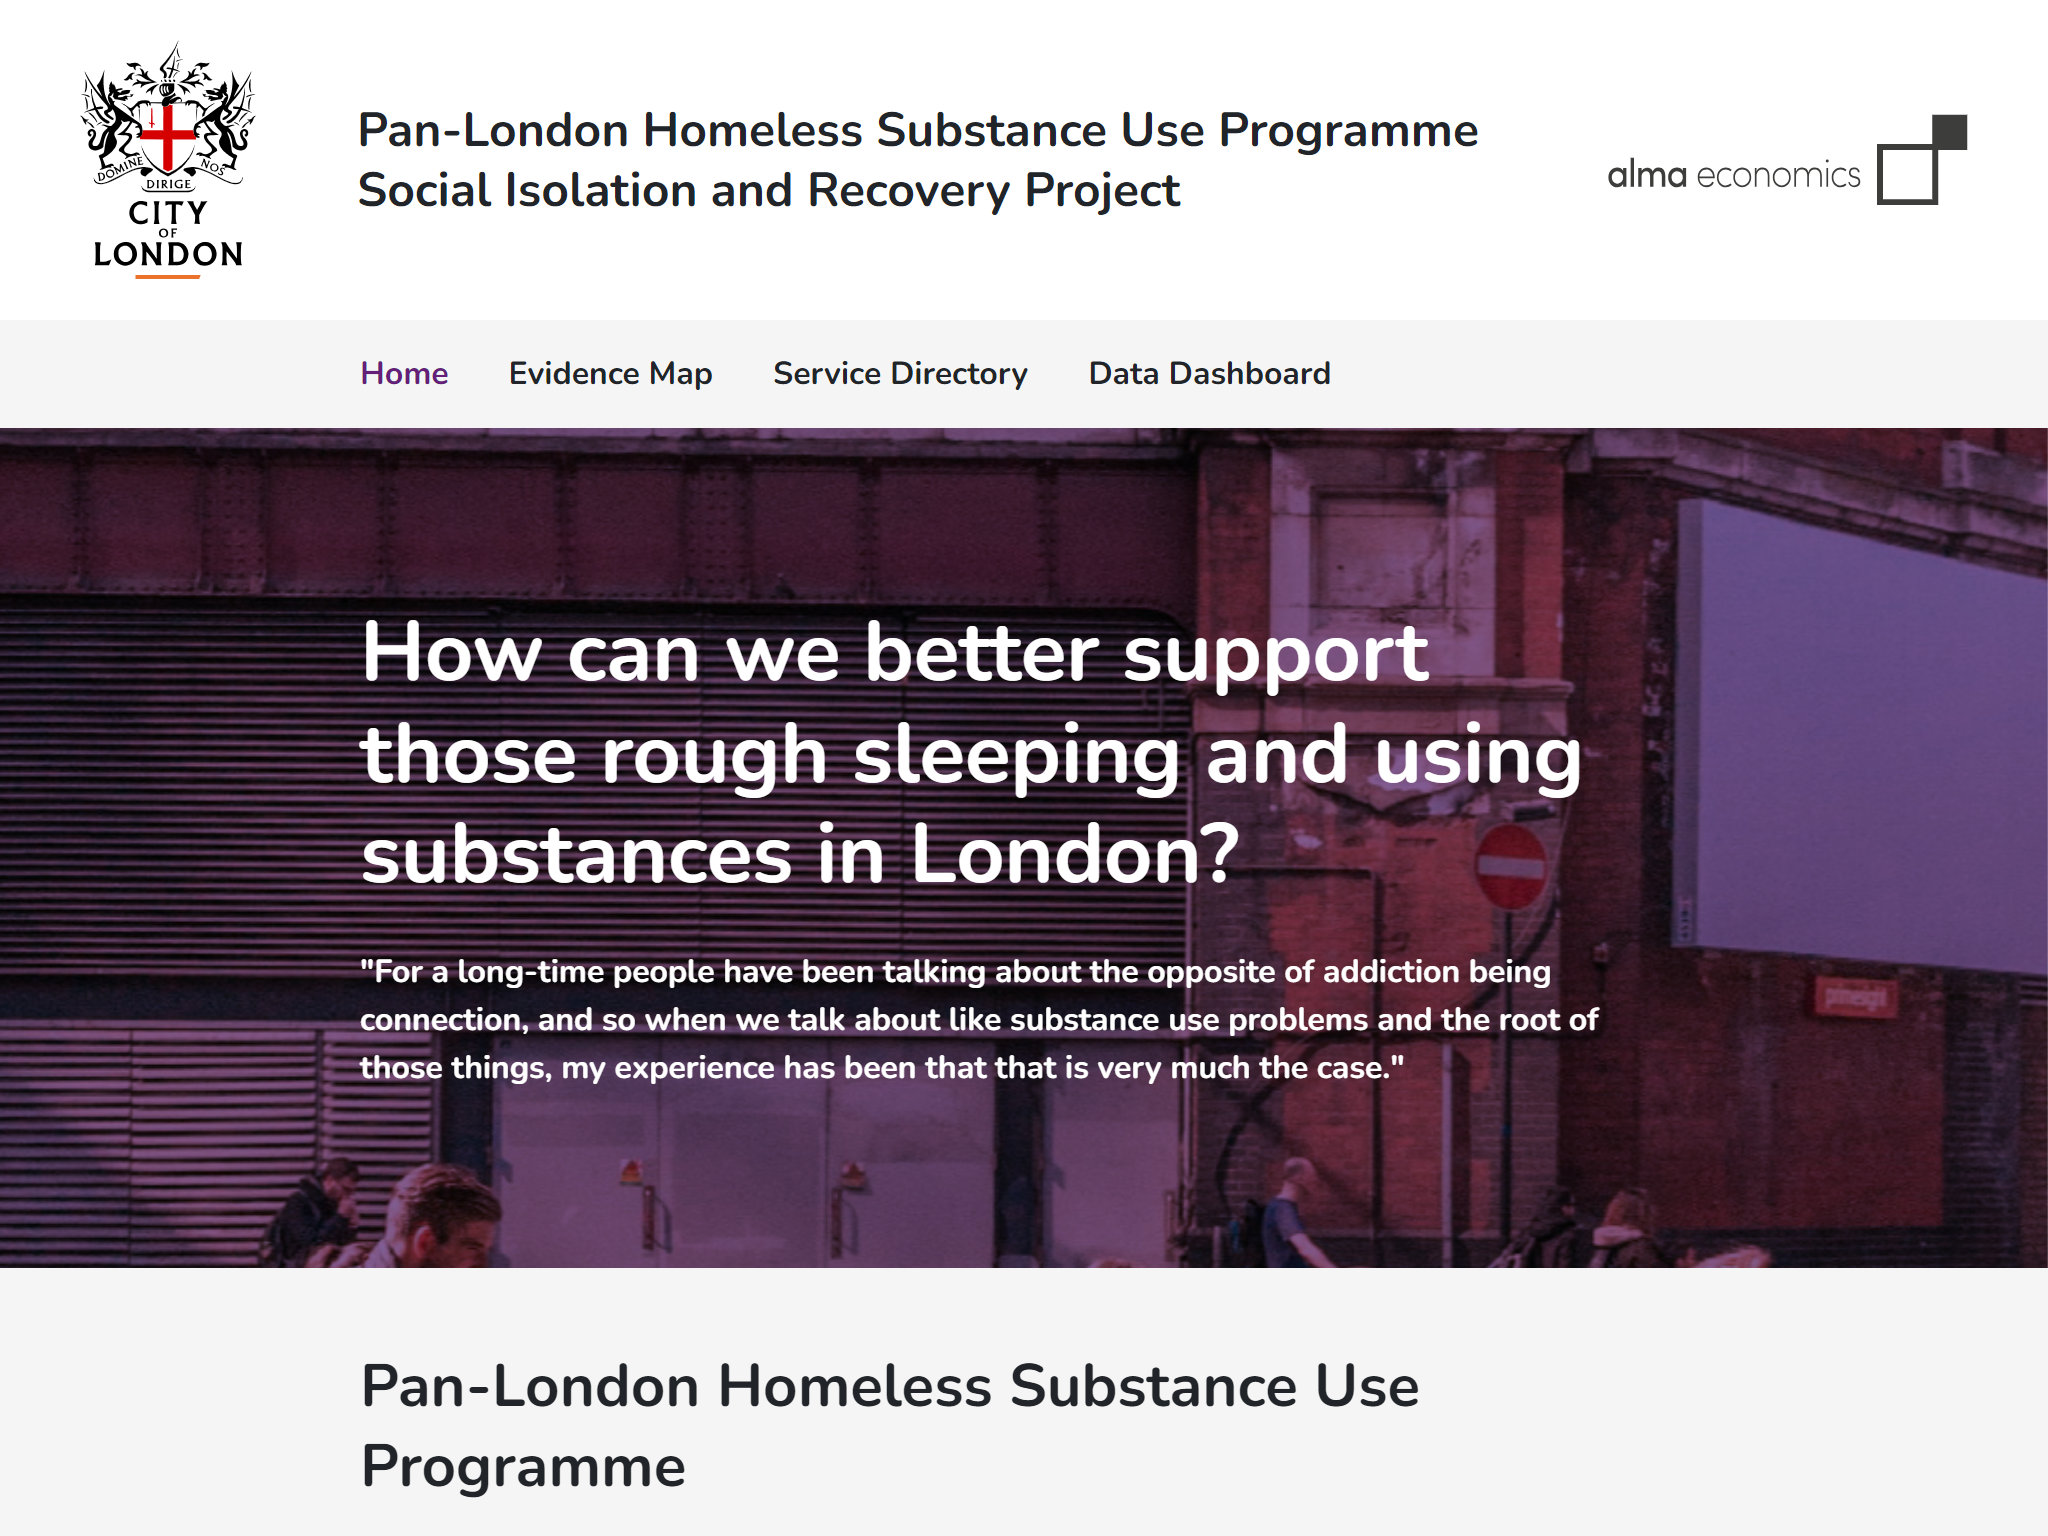 DOMINE DIRIGE NOS
CITY
OF
LONDON
Pan-London Homeless Substance Use Programme
Social Isolation and Recovery Project
alma economics
Home
Evidence Map
Service Directory
Data Dashboard
How can we better support
those rough sleeping and using
substances in London?
"For a long-time people have been talking about the opposite of addiction being
connection, and so when we talk about like substance use problems and the root of
those things, my experience has been that that is very much the case."
primesight
Pan-London Homeless Substance Use
Programme